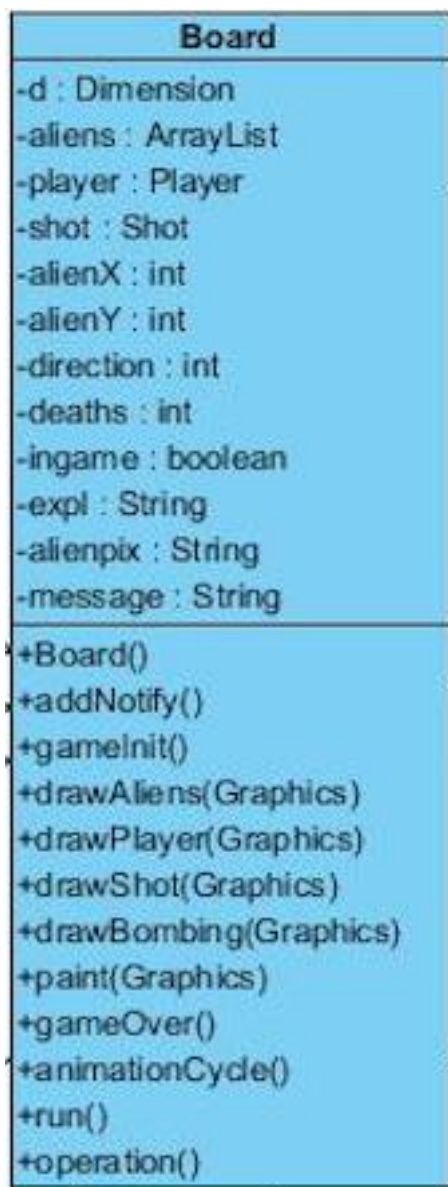 Board
-d : Dimension
-aliens : ArrayList
-player : Player
-shot : Shot
-alienX : int
-alienY : int
-direction : int
-deaths : int
-ingame : boolean
-expl : String
-alienpix : String
-message : String
+Board()
+addNotify()
+gameInit()
+drawAliens(Graphics)
+drawPlayer(Graphics)
+drawShot(Graphics)
+drawBombing(Graphics)
+paint(Graphics)
+gameOver()
+animationCycle()
+run()
+operation()